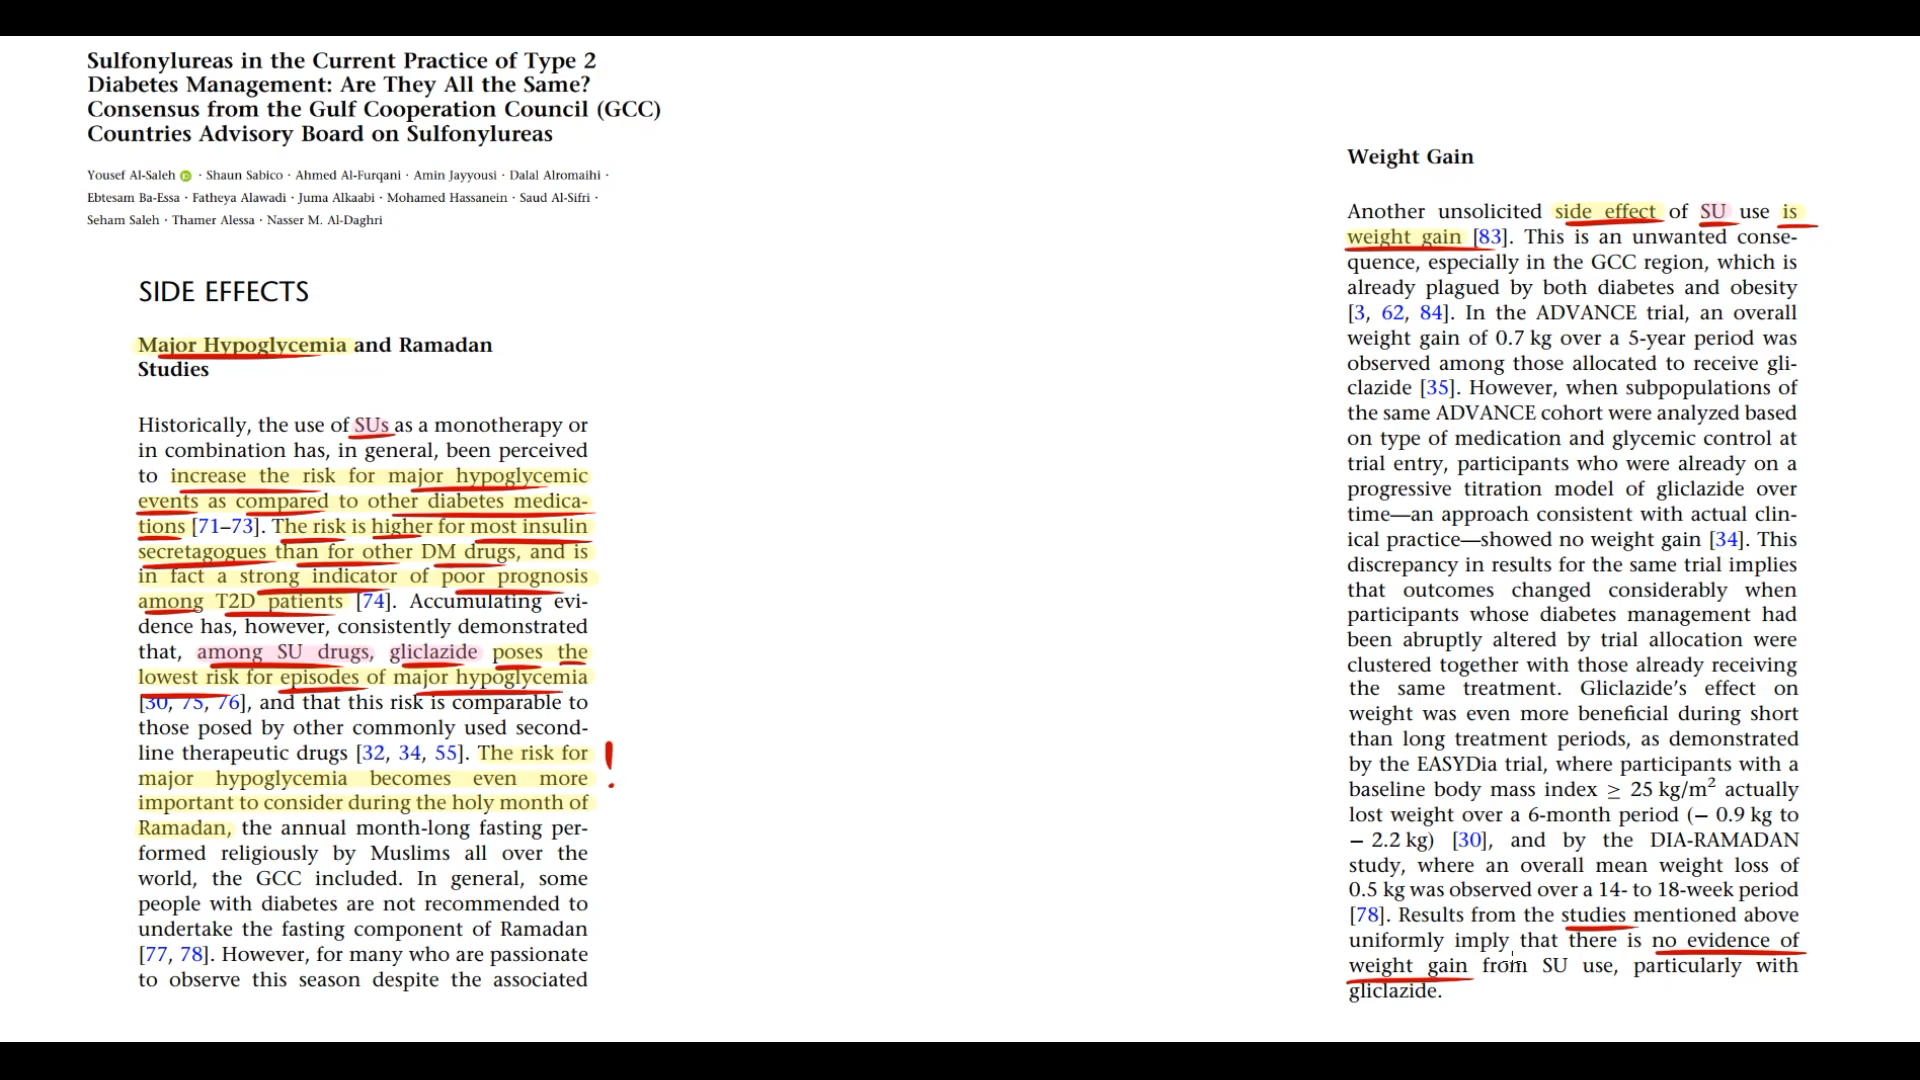 Sulfonylureas in the Current Practice of Type 2
Diabetes Management: Are They All the Same?
Consensus from the Gulf Cooperation Council (GCC)
Countries Advisory Board on Sulfonylureas
Yousef Al-Saleh · Shaun Sabico · Ahmed Al-Furqani · Amin Jayyousi · Dalal Alromaihi ·
Ebtesam Ba-Essa · Fatheya Alawadi · Juma Alkaabi · Mohamed Hassanein · Saud Al-Sifri ·
Seham Saleh · Thamer Alessa · Nasser M. Al-Daghri
SIDE EFFECTS
Major Hypoglycemia and Ramadan
Studies
Historically, the use of SUs as a monotherapy or
in combination has, in general, been perceived
to increase the risk for major hypoglycemic
events as compared to other diabetes medica-
tions [71–73]. The risk is higher for most insulin
secretagogues than for other DM drugs, and is
in fact a strong indicator of poor prognosis
among T2D patients [74]. Accumulating evi-
dence has, however, consistently demonstrated
that, among SU drugs, gliclazide poses the
lowest risk for episodes of major hypoglycemia
[30, 75, 76], and that this risk is comparable to
those posed by other commonly used second-
line therapeutic drugs [32, 34, 55]. The risk for
major hypoglycemia becomes even more
important to consider during the holy month of
Ramadan, the annual month-long fasting per-
formed religiously by Muslims all over the
world, the GCC included. In general, some
people with diabetes are not recommended to
undertake the fasting component of Ramadan
[77, 78]. However, for many who are passionate
to observe this season despite the associated
!
Weight Gain
Another unsolicited side effect of SU use is
weight gain [83]. This is an unwanted conse-
quence, especially in the GCC region, which is
already plagued by both diabetes and obesity
[3, 62, 84]. In the ADVANCE trial, an overall
weight gain of 0.7 kg over a 5-year period was
observed among those allocated to receive gli-
clazide [35]. However, when subpopulations of
the same ADVANCE cohort were analyzed based
on type of medication and glycemic control at
trial entry, participants who were already on a
progressive titration model of gliclazide over
time—an approach consistent with actual clin-
ical practice—showed no weight gain [34]. This
discrepancy in results for the same trial implies
that outcomes changed considerably when
participants whose diabetes management had
been abruptly altered by trial allocation were
clustered together with those already receiving
the same treatment. Gliclazide's effect on
weight was even more beneficial during short
than long treatment periods, as demonstrated
by the EASYDia trial, where participants with a
baseline body mass index ≥ 25 kg/m² actually
lost weight over a 6-month period (− 0.9 kg to
− 2.2 kg) [30], and by the DIA-RAMADAN
study, where an overall mean weight loss of
0.5 kg was observed over a 14- to 18-week period
[78]. Results from the studies mentioned above
uniformly imply that there is no evidence of
weight gain from SU use, particularly with
gliclazide.